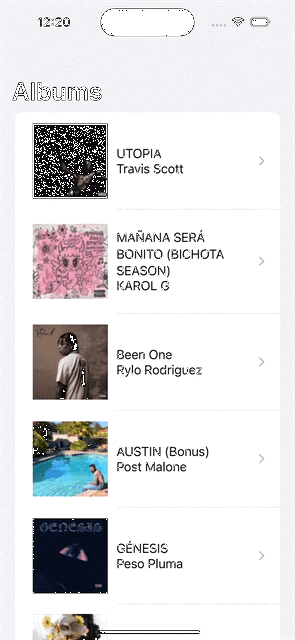 12:20
Albums
UTOPIA
Travis Scott
MAÑANA SERÁ
BONITO (BICHOTA
SEASON)
KAROL G
Been One
Rylo Rodriguez
AUSTIN (Bonus)
Post Malone
GENESIS
GÉNESIS
Peso Pluma